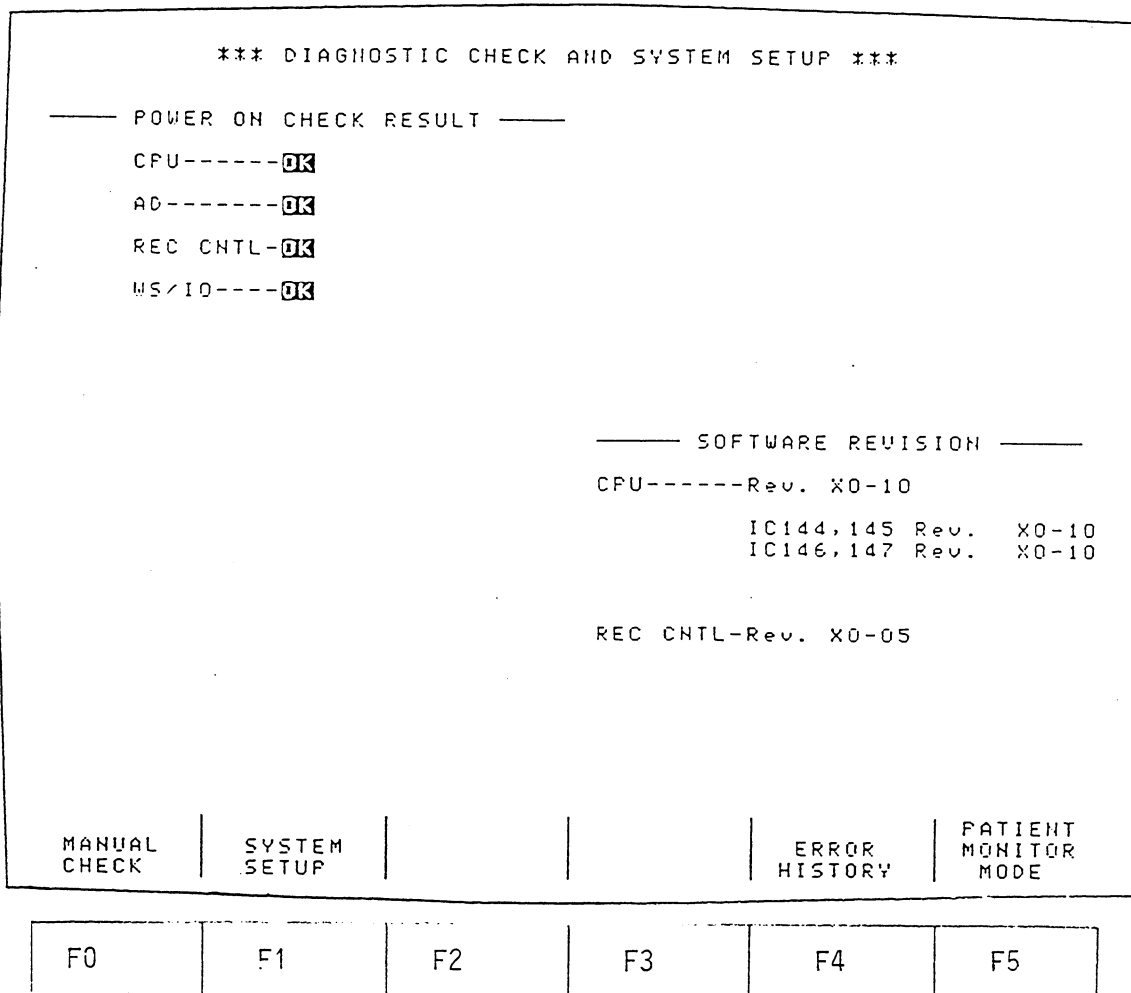 *** DIAGNOSTIC CHECK AND SYSTEM SETUP ***
POWER ON CHECK RESULT
CPU------OK
AD-------OK
REC CNTL-OK
WS/IO----OK
SOFTWARE REVISION
CPU------Rev. X0-10
IC144,145 Rev. X0-10
IC146,147 Rev. X0-10
REC CNTL-Rev. X0-05
MANUAL CHECK
SYSTEM SETUP
ERROR HISTORY
PATIENT MONITOR MODE
F0 F1 F2 F3 F4 F5